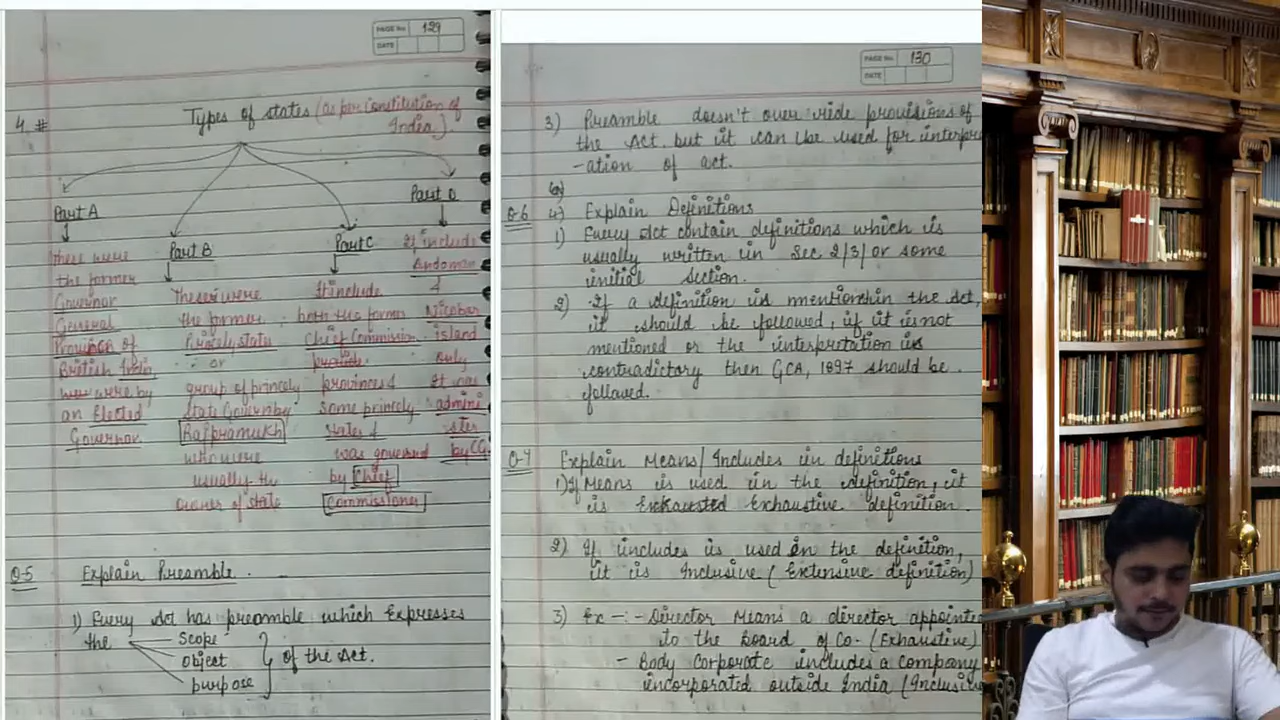 PAGE No. 129
DATE
4 # Types of states (as per constitution of
India.)
Part A
there were
the former
Governor
General
Province of
British India
now were by
an Elected
Governor.
Part B
These were
the former
Princely states
or
group of princely
state Govern by
Rajpramukh
who were
usually the
owners of state
Part C
It include
both the former
Chief Commission
provinces &
some princely
states &
was governed
by Chief
Commissioner
Part D
It include
Andoman
&
Nicobar
island
only
It was
admini
ster
by CG.
Q-5 Explain Preamble.
1) Every Act has preamble which Expresses
the
Scope
object
purpose
of the Act.
PAGE No. 130
DATE
3) Preamble doesn't over ride provisions of
the Act. but it can be used for interpre
-ation of act.
Q-6 4) Explain Definitions
1) Every Act contain definitions which is
usually written in Sec 2/3/ or some
initial section.
2) If a definition is mention in the Act,
it should be followed, if it is not
mentioned or the interpretation is
contradictory then GCA, 1897 should be
followed.
Q-7 Explain Means/Includes in definitions
1) If Means is used in the definition, it
is Exhaustive definition.
2) If includes is used in the definition,
it is Inclusive (Extensive definition)
3) Ex -:- Director Means a director appointe
to the board of Co. (Exhaustive)
- Body Corporate includes a company
incorporated outside India (Inclusiv